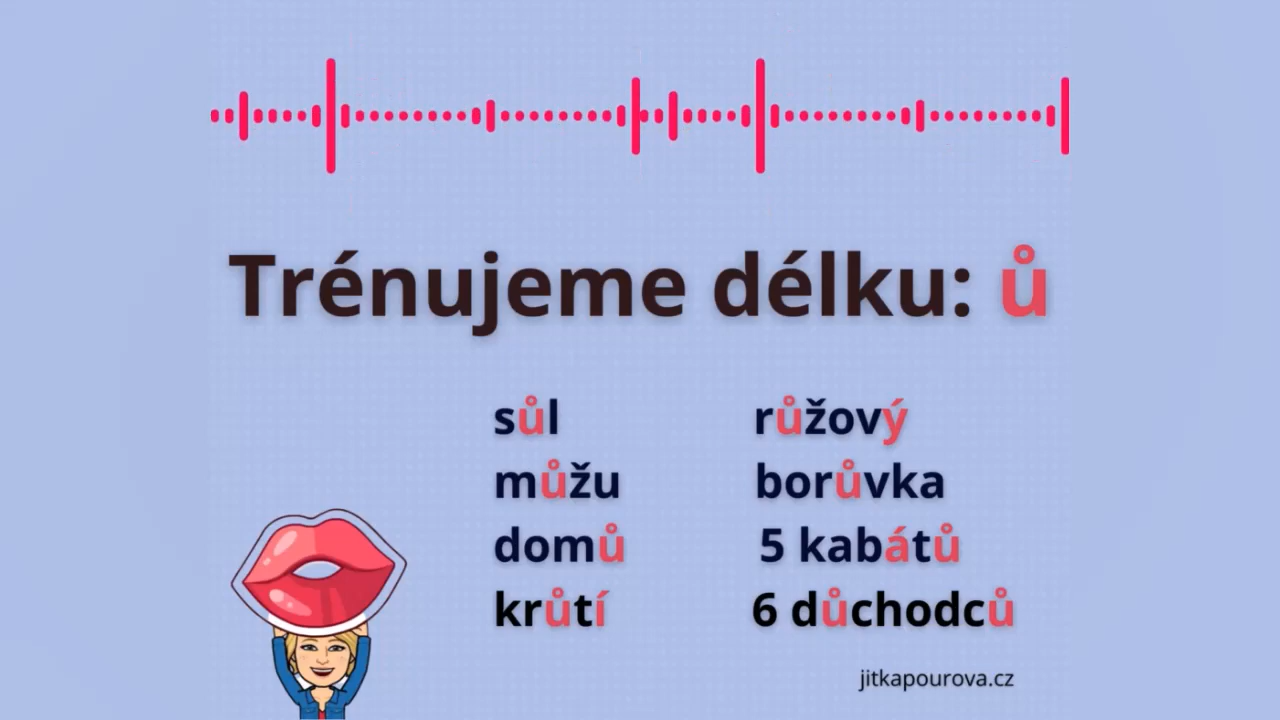 Trénujeme délku: ů
sůl
můžu
domů
krůtí
růžový
borůvka
5 kabátů
6 důchodců
jitkapourova.cz